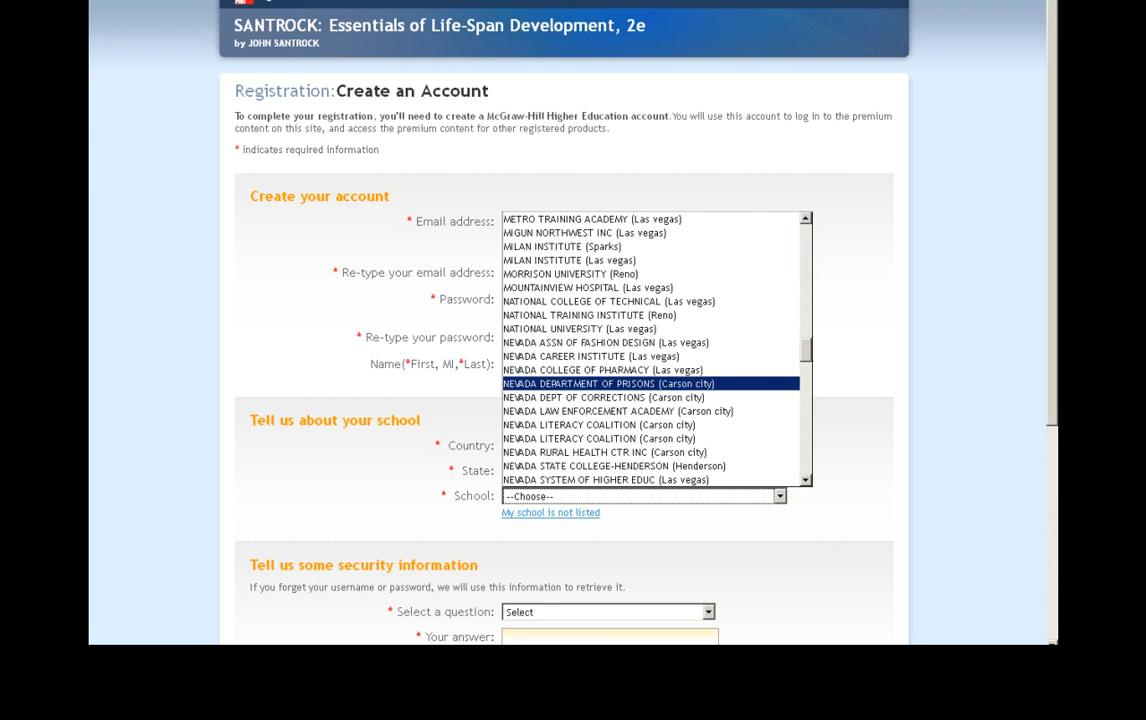 SANTROCK: Essentials of Life-Span Development, 2e
by JOHN SANTROCK
Registration:Create an Account
To complete your registration, you'll need to create a McGraw-Hill Higher Education account.You will use this account to log in to the premium
content on this site, and access the premium content for other registered products.
* indicates required information
Create your account
* Email address:
* Re-type your email address:
* Password:
* Re-type your password:
Name(*First, MI,*Last):
METRO TRAINING ACADEMY (Las vegas)
MIGUN NORTHWEST INC (Las vegas)
MILAN INSTITUTE (Sparks)
MILAN INSTITUTE (Las vegas)
MORRISON UNIVERSITY (Reno)
MOUNTAINVIEW HOSPITAL (Las vegas)
NATIONAL COLLEGE OF TECHNICAL (Las vegas)
NATIONAL TRAINING INSTITUTE (Reno)
NATIONAL UNIVERSITY (Las vegas)
NEVADA ASSN OF FASHION DESIGN (Las vegas)
NEVADA CAREER INSTITUTE (Las vegas)
NEVADA COLLEGE OF PHARMACY (Las vegas)
NEVADA DEPARTMENT OF PRISONS (Carson city)
NEVADA DEPT OF CORRECTIONS (Carson city)
NEVADA LAW ENFORCEMENT ACADEMY (Carson city)
NEVADA LITERACY COALITION (Carson city)
NEVADA LITERACY COALITION (Carson city)
NEVADA RURAL HEALTH CTR INC (Carson city)
NEVADA STATE COLLEGE-HENDERSON (Henderson)
NEVADA SYSTEM OF HIGHER EDUC (Las vegas)
Tell us about your school
* Country:
* State:
* School: --Choose--
My school is not listed
Tell us some security information
If you forget your username or password, we will use this information to retrieve it.
* Select a question: Select
* Your answer: